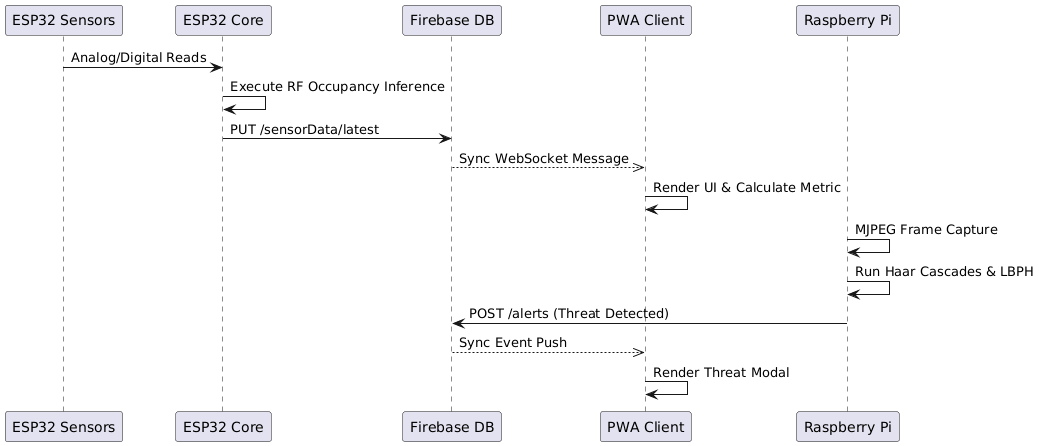 ESP32 Sensors
ESP32 Core
Firebase DB
PWA Client
Raspberry Pi
Analog/Digital Reads
Execute RF Occupancy Inference
PUT /sensorData/latest
Sync WebSocket Message
Render UI & Calculate Metric
MJPEG Frame Capture
Run Haar Cascades & LBPH
POST /alerts (Threat Detected)
Sync Event Push
Render Threat Modal
ESP32 Sensors
ESP32 Core
Firebase DB
PWA Client
Raspberry Pi